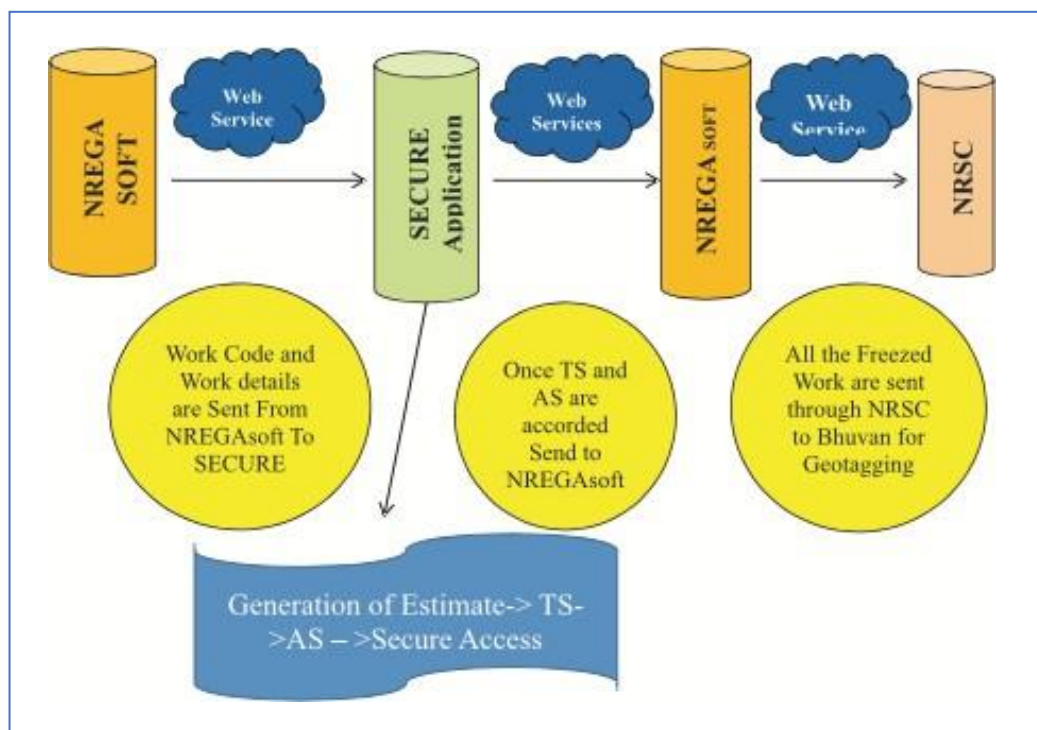 NREGA
SOFT
Web
Service
SECURE
Application
Web
Services
NREGA SOFT
Web
Service
NRSC
Work Code and
Work details
are Sent From
NREGAsoft To
SECURE
Once TS and
AS are
accorded
Send to
NREGAsoft
All the Freezed
Work are sent
through NRSC
to Bhuvan for
Geotagging
Generation of Estimate-> TS-
>AS – >Secure Access